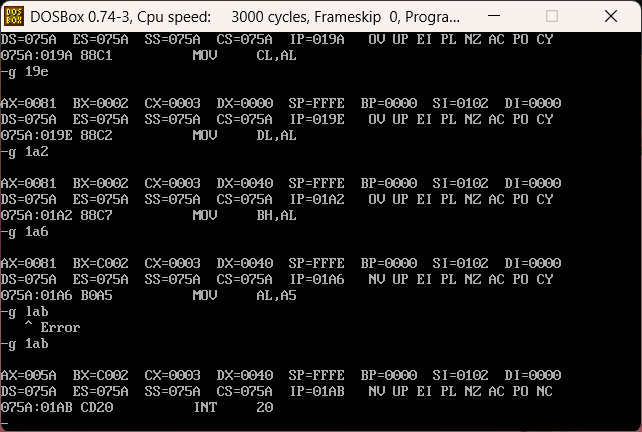 DOSBox 0.74-3, Cpu speed: 3000 cycles, Frameskip 0, Progra...
DS=075A ES=075A SS=075A CS=075A IP=019A OV UP EI PL NZ AC PO CY
075A:019A 88C1 MOV CL,AL
-g 19e
AX=0081 BX=0002 CX=0003 DX=0000 SP=FFFE BP=0000 SI=0102 DI=0000
DS=075A ES=075A SS=075A CS=075A IP=019E OV UP EI PL NZ AC PO CY
075A:019E 88C2 MOV DL,AL
-g 1a2
AX=0081 BX=0002 CX=0003 DX=0040 SP=FFFE BP=0000 SI=0102 DI=0000
DS=075A ES=075A SS=075A CS=075A IP=01A2 OV UP EI PL NZ AC PO CY
075A:01A2 88C7 MOV BH,AL
-g 1a6
AX=0081 BX=C002 CX=0003 DX=0040 SP=FFFE BP=0000 SI=0102 DI=0000
DS=075A ES=075A SS=075A CS=075A IP=01A6 NV UP EI PL NZ AC PO CY
075A:01A6 B0A5 MOV AL,A5
-g lab
^ Error
-g 1ab
AX=005A BX=C002 CX=0003 DX=0040 SP=FFFE BP=0000 SI=0102 DI=0000
DS=075A ES=075A SS=075A CS=075A IP=01AB NV UP EI PL NZ AC PO NC
075A:01AB CD20 INT 20
-